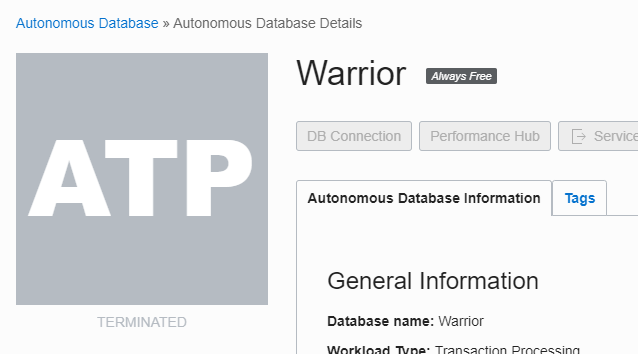 Autonomous Database » Autonomous Database Details
ATP
TERMINATED
Warrior Always Free
DB Connection Performance Hub Service
Autonomous Database Information Tags
General Information
Database name: Warrior
Workload Type: Transaction Processing